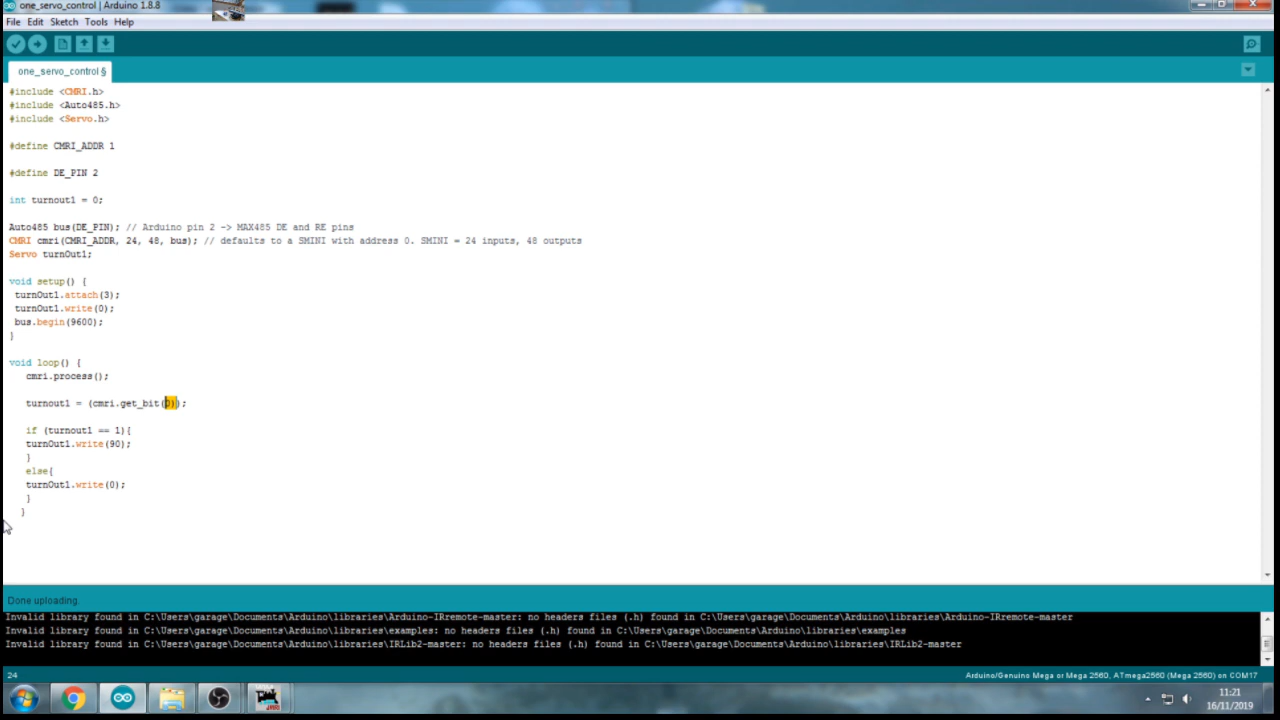 one_servo_control | Arduino 1.8.8
File Edit Sketch Tools Help
one_servo_control §
#include <CMRI.h>
#include <Auto485.h>
#include <Servo.h>
#define CMRI_ADDR 1
#define DE_PIN 2
int turnout1 = 0;
Auto485 bus(DE_PIN); // Arduino pin 2 -> MAX485 DE and RE pins
CMRI cmri(CMRI_ADDR, 24, 48, bus); // defaults to a SMINI with address 0. SMINI = 24 inputs, 48 outputs
Servo turnOut1;
void setup() {
turnOut1.attach(3);
turnOut1.write(0);
bus.begin(9600);
}
void loop() {
cmri.process();
turnout1 = (cmri.get_bit(0));
if (turnout1 == 1){
turnOut1.write(90);
}
else{
turnOut1.write(0);
}
}
Done uploading.
Invalid library found in C:\Users\garage\Documents\Arduino\libraries\Arduino-IRremote-master: no headers files (.h) found in C:\Users\garage\Documents\Arduino\libraries\Arduino-IRremote-master
Invalid library found in C:\Users\garage\Documents\Arduino\libraries\examples: no headers files (.h) found in C:\Users\garage\Documents\Arduino\libraries\examples
Invalid library found in C:\Users\garage\Documents\Arduino\libraries\IRLib2-master: no headers files (.h) found in C:\Users\garage\Documents\Arduino\libraries\IRLib2-master
24 Arduino/Genuino Mega or Mega 2560, ATmega2560 (Mega 2560) on COM17
JMRI
11:21
16/11/2019